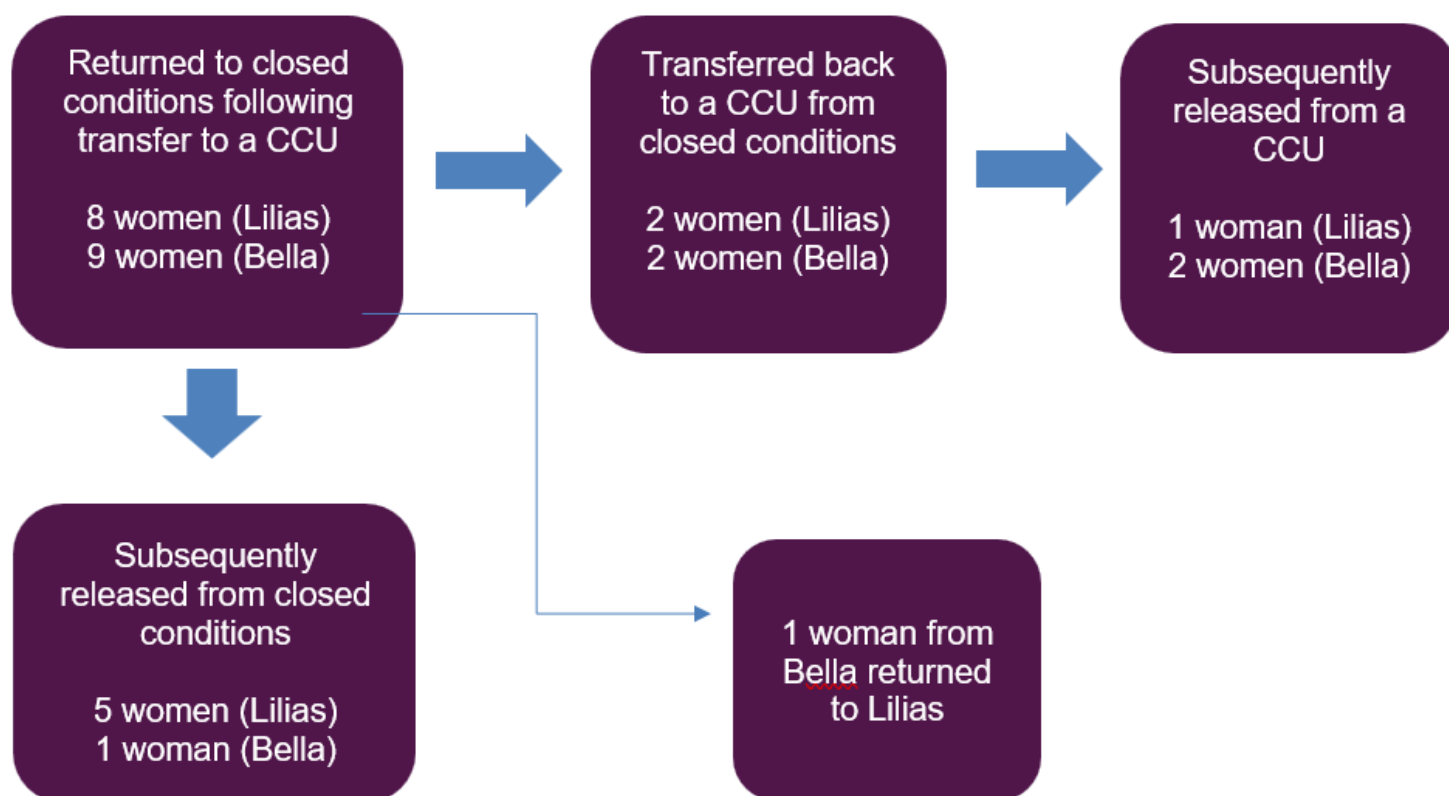 Returned to closed
conditions following
transfer to a CCU
8 women (Lilias)
9 women (Bella)
Transferred back
to a CCU from
closed conditions
2 women (Lilias)
2 women (Bella)
Subsequently
released from a
CCU
1 woman (Lilias)
2 women (Bella)
Subsequently
released from closed
conditions
5 women (Lilias)
1 woman (Bella)
1 woman from
Bella returned
to Lilias